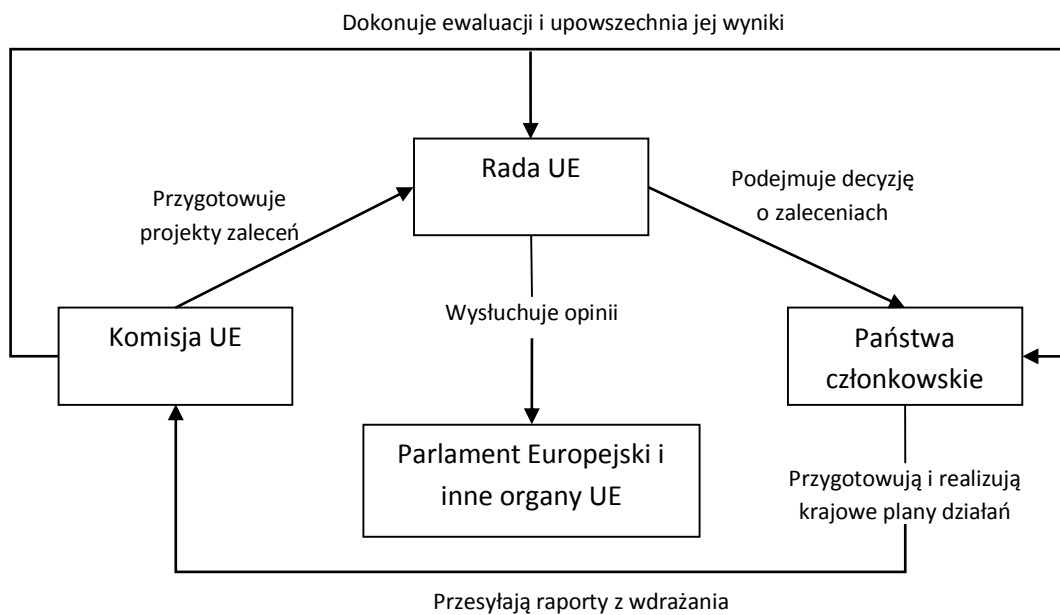 Dokonuje ewaluacji i upowszechnia jej wyniki
Rada UE
Przygotowuje
projekty zaleceń
Podejmuje decyzję
o zaleceniach
Wysłuchuje opinii
Komisja UE
Państwa
członkowskie
Parlament Europejski i
inne organy UE
Przygotowują i realizują
krajowe plany działań
Przesyłają raporty z wdrażania